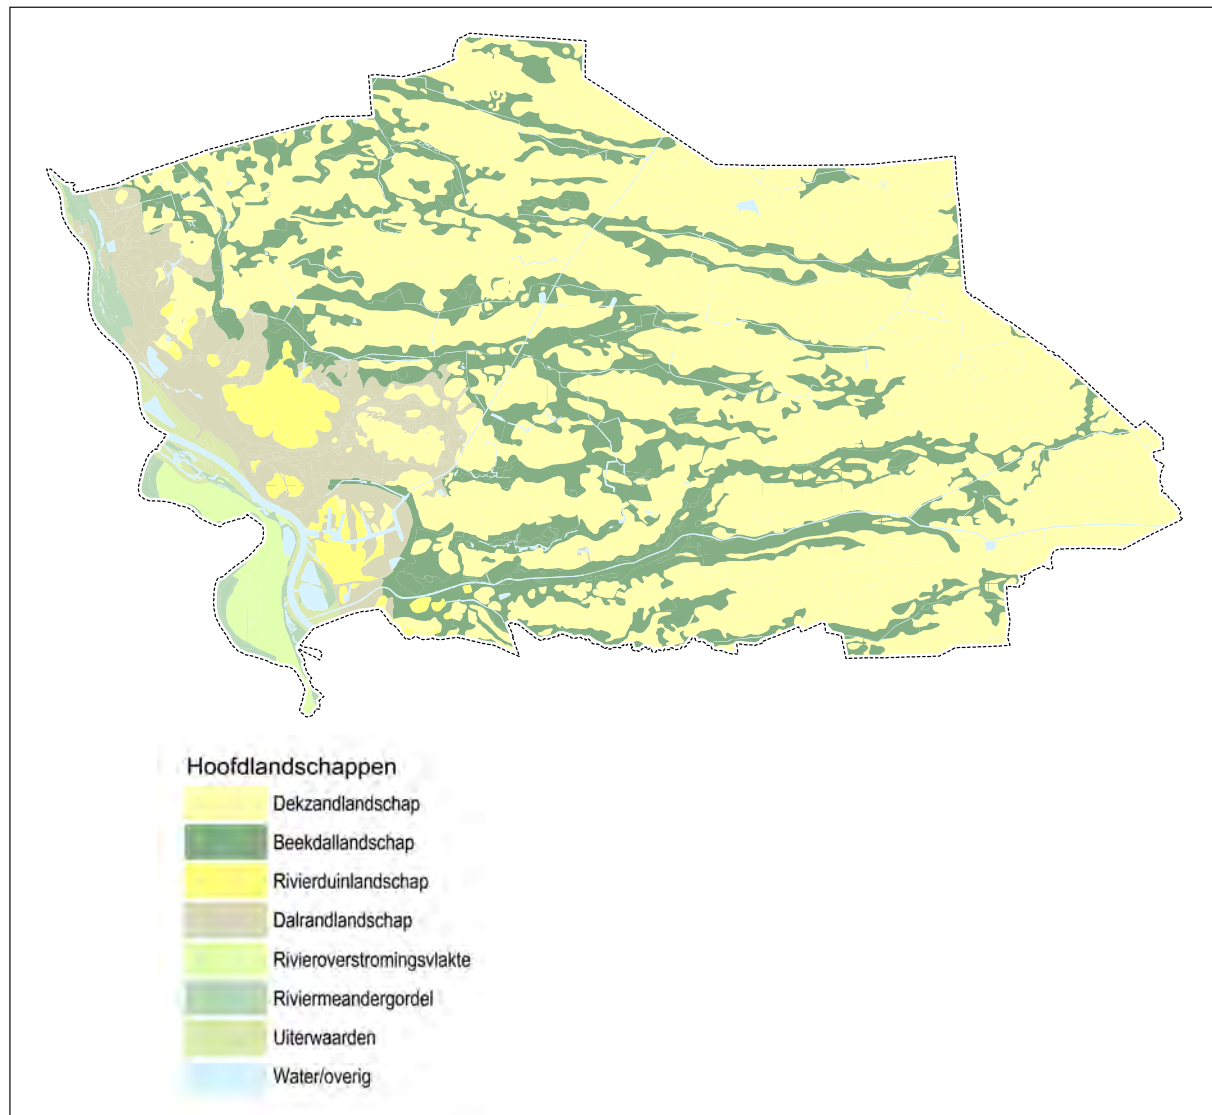 Hoofdlandschappen
Dekzandlandschap
Beekdallandschap
Rivierduinlandschap
Dalrandlandschap
Rivieroverstromingsvlakte
Riviermeandergordel
Uiterwaarden
Water/overig